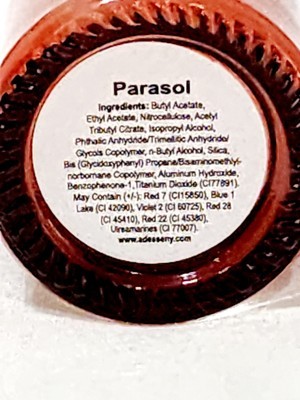 Parasol
Ingredients: Butyl Acetate,
Ethyl Acetate, Nitrocellulose, Acetyl
Tributyl Citrate, Isopropyl Alcohol,
Phthalic Anhydride/Trimellitic Anhydride/
Glycols Copolymer, n-Butyl Alcohol, Silica,
Bis (Glycidoxyphenyl) Propane/Bisaminomethyl-
norbornane Copolymer, Aluminum Hydroxide,
Benzophenone-1,Titanium Dioxide (CI77891).
May Contain (+/-): Red 7 (CI15850), Blue 1
Lake (CI 42090), Violet 2 (CI 60725), Red 28
(CI 45410), Red 22 (CI 45380),
Ulrsamarines (CI 77007).
www.adesseny.com